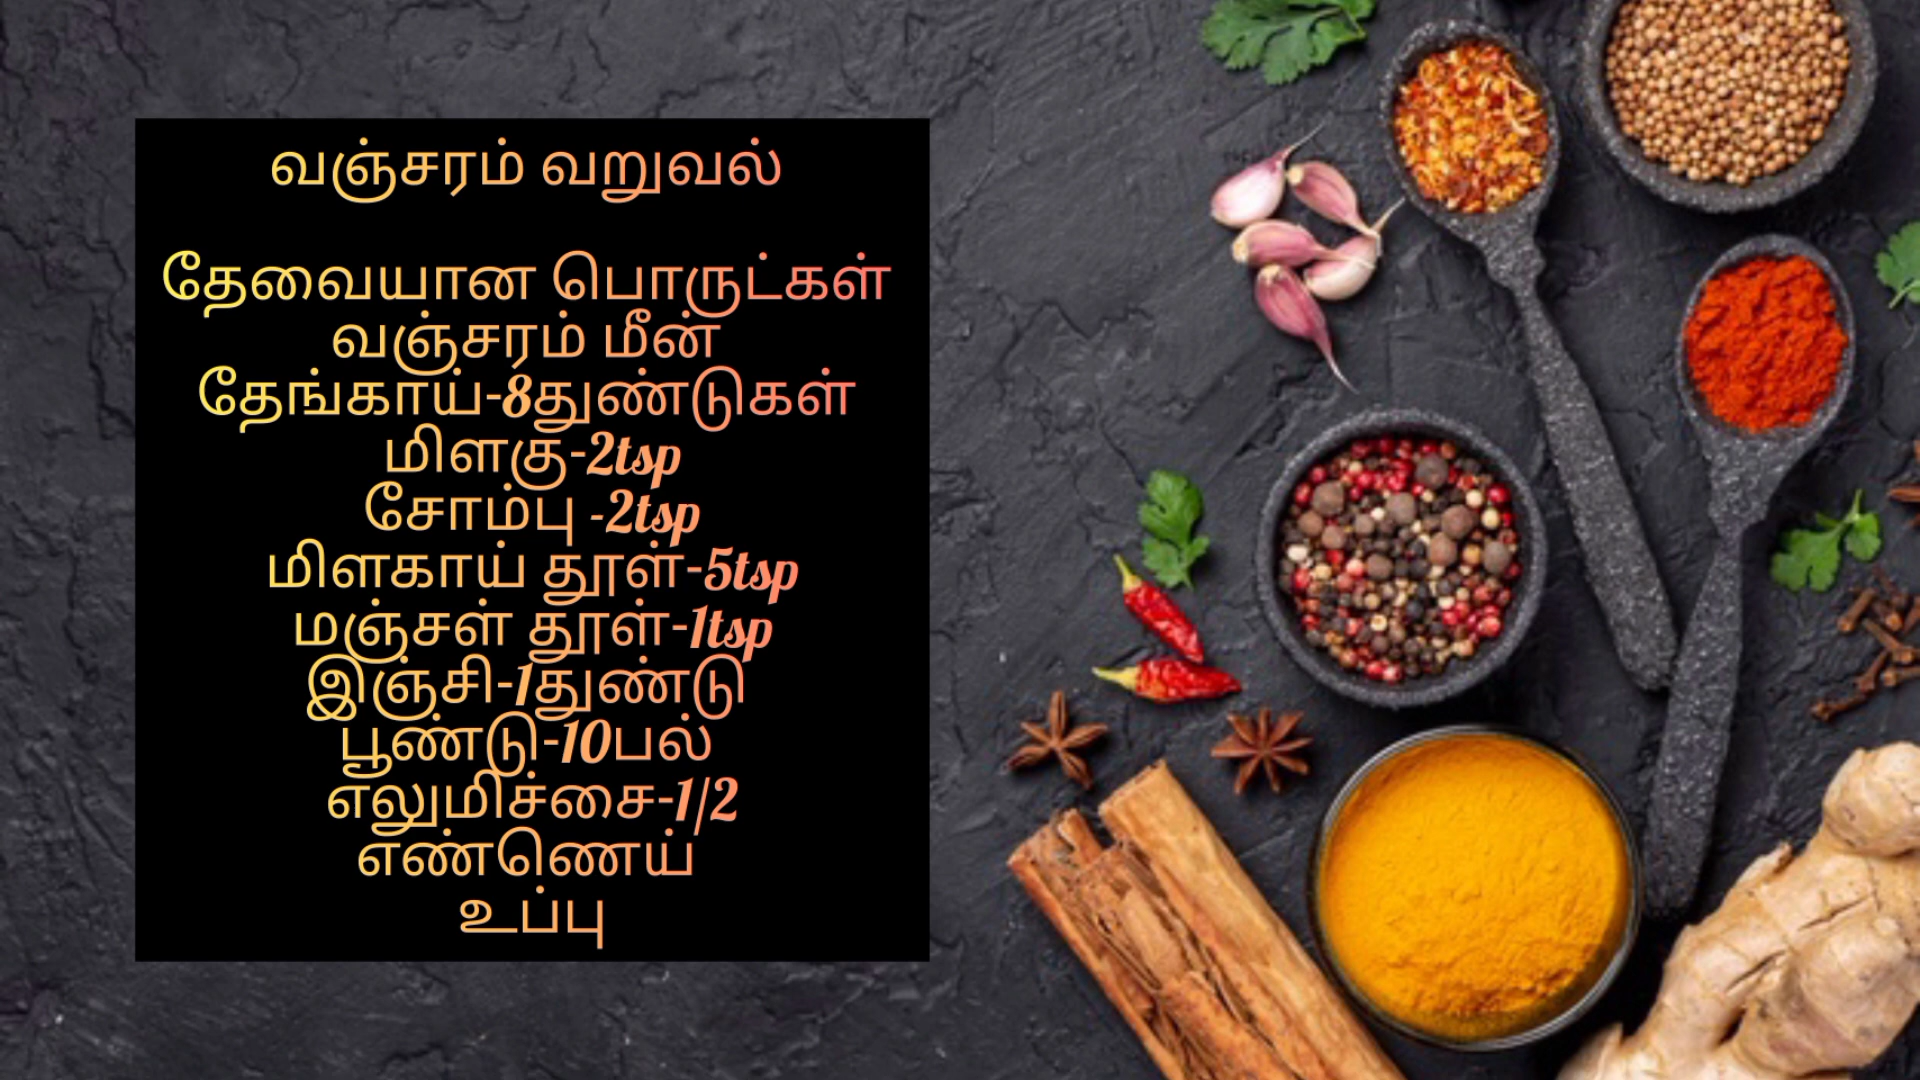 வஞ்சரம் வறுவல்
தேவையான பொருட்கள்
வஞ்சரம் மீன்
தேங்காய்-8துண்டுகள்
மிளகு-2tsp
சோம்பு -2tsp
மிளகாய் தூள்-5tsp
மஞ்சள் தூள்-1tsp
இஞ்சி-1துண்டு
பூண்டு-10பல்
எலுமிச்சை-1/2
எண்ணெய்
உப்பு